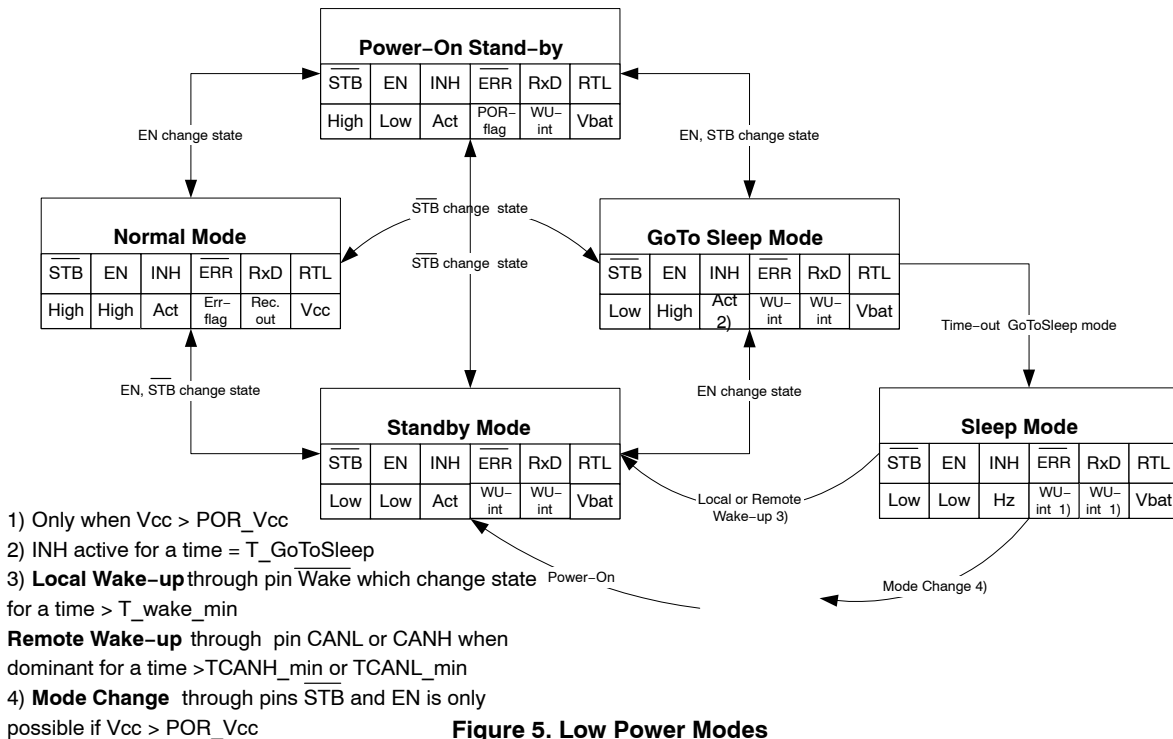 Power−On Stand−by
STB EN INH ERR RxD RTL
High Low Act POR−flag WU−int Vbat
EN change state
EN, STB change state
STB change state
STB change state
Normal Mode
STB EN INH ERR RxD RTL
High High Act Err−flag Rec. out Vcc
GoTo Sleep Mode
STB EN INH ERR RxD RTL
Low High Act 2) WU−int WU−int Vbat
Time−out GoToSleep mode
EN, STB change state
EN change state
Standby Mode
STB EN INH ERR RxD RTL
Low Low Act WU−int WU−int Vbat
Sleep Mode
STB EN INH ERR RxD RTL
Low Low Hz WU−int 1) WU−int 1) Vbat
Local or Remote
Wake−up 3)
Power−On
Mode Change 4)
1) Only when Vcc > POR_Vcc
2) INH active for a time = T_GoToSleep
3) Local Wake−up through pin Wake which change state
for a time > T_wake_min
Remote Wake−up through pin CANL or CANH when
dominant for a time >TCANH_min or TCANL_min
4) Mode Change through pins STB and EN is only
possible if Vcc > POR_Vcc
Figure 5. Low Power Modes